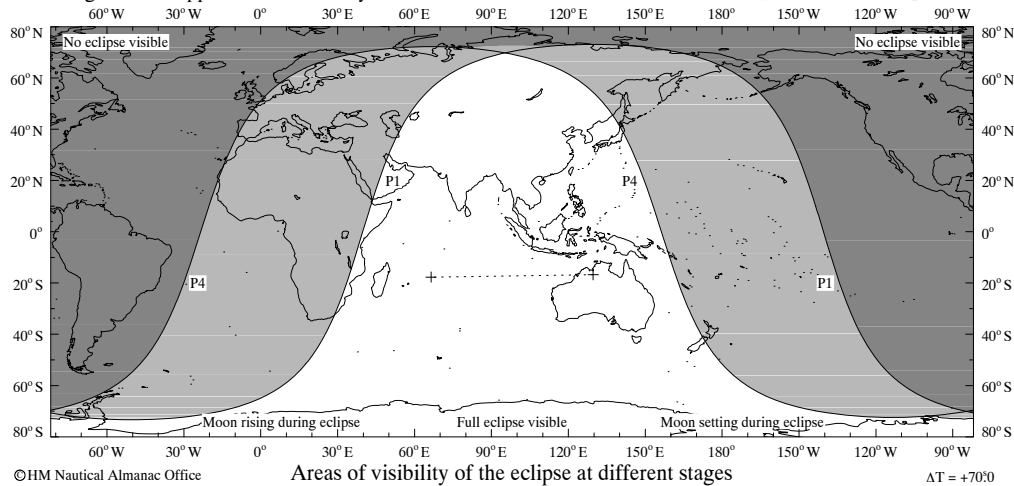 60°W 30°W 0° 30°E 60°E 90°E 120°E 150°E 180° 150°W 120°W 90°W
80°N 80°N
No eclipse visible No eclipse visible
60°N 60°N
40°N 40°N
20°N P1 P4 20°N
0° 0°
20°S P4 P1 20°S
40°S 40°S
60°S 60°S
Moon rising during eclipse Full eclipse visible Moon setting during eclipse
80°S 80°S
60°W 30°W 0° 30°E 60°E 90°E 120°E 150°E 180° 150°W 120°W 90°W
©HM Nautical Almanac Office Areas of visibility of the eclipse at different stages ΔT = +70ˢ.0